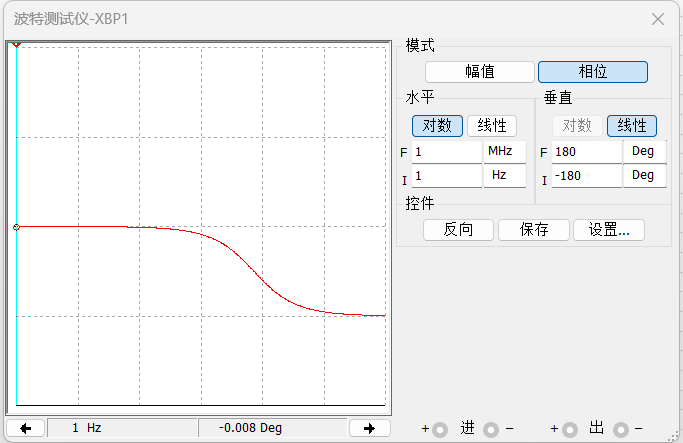 波特测试仪-XBP1
模式
幅值 相位
水平 垂直
对数 线性 对数 线性
F 1 MHz F 180 Deg
I 1 Hz I -180 Deg
控件
反向 保存 设置...
1 Hz -0.008 Deg
+ 进 − + 出 −